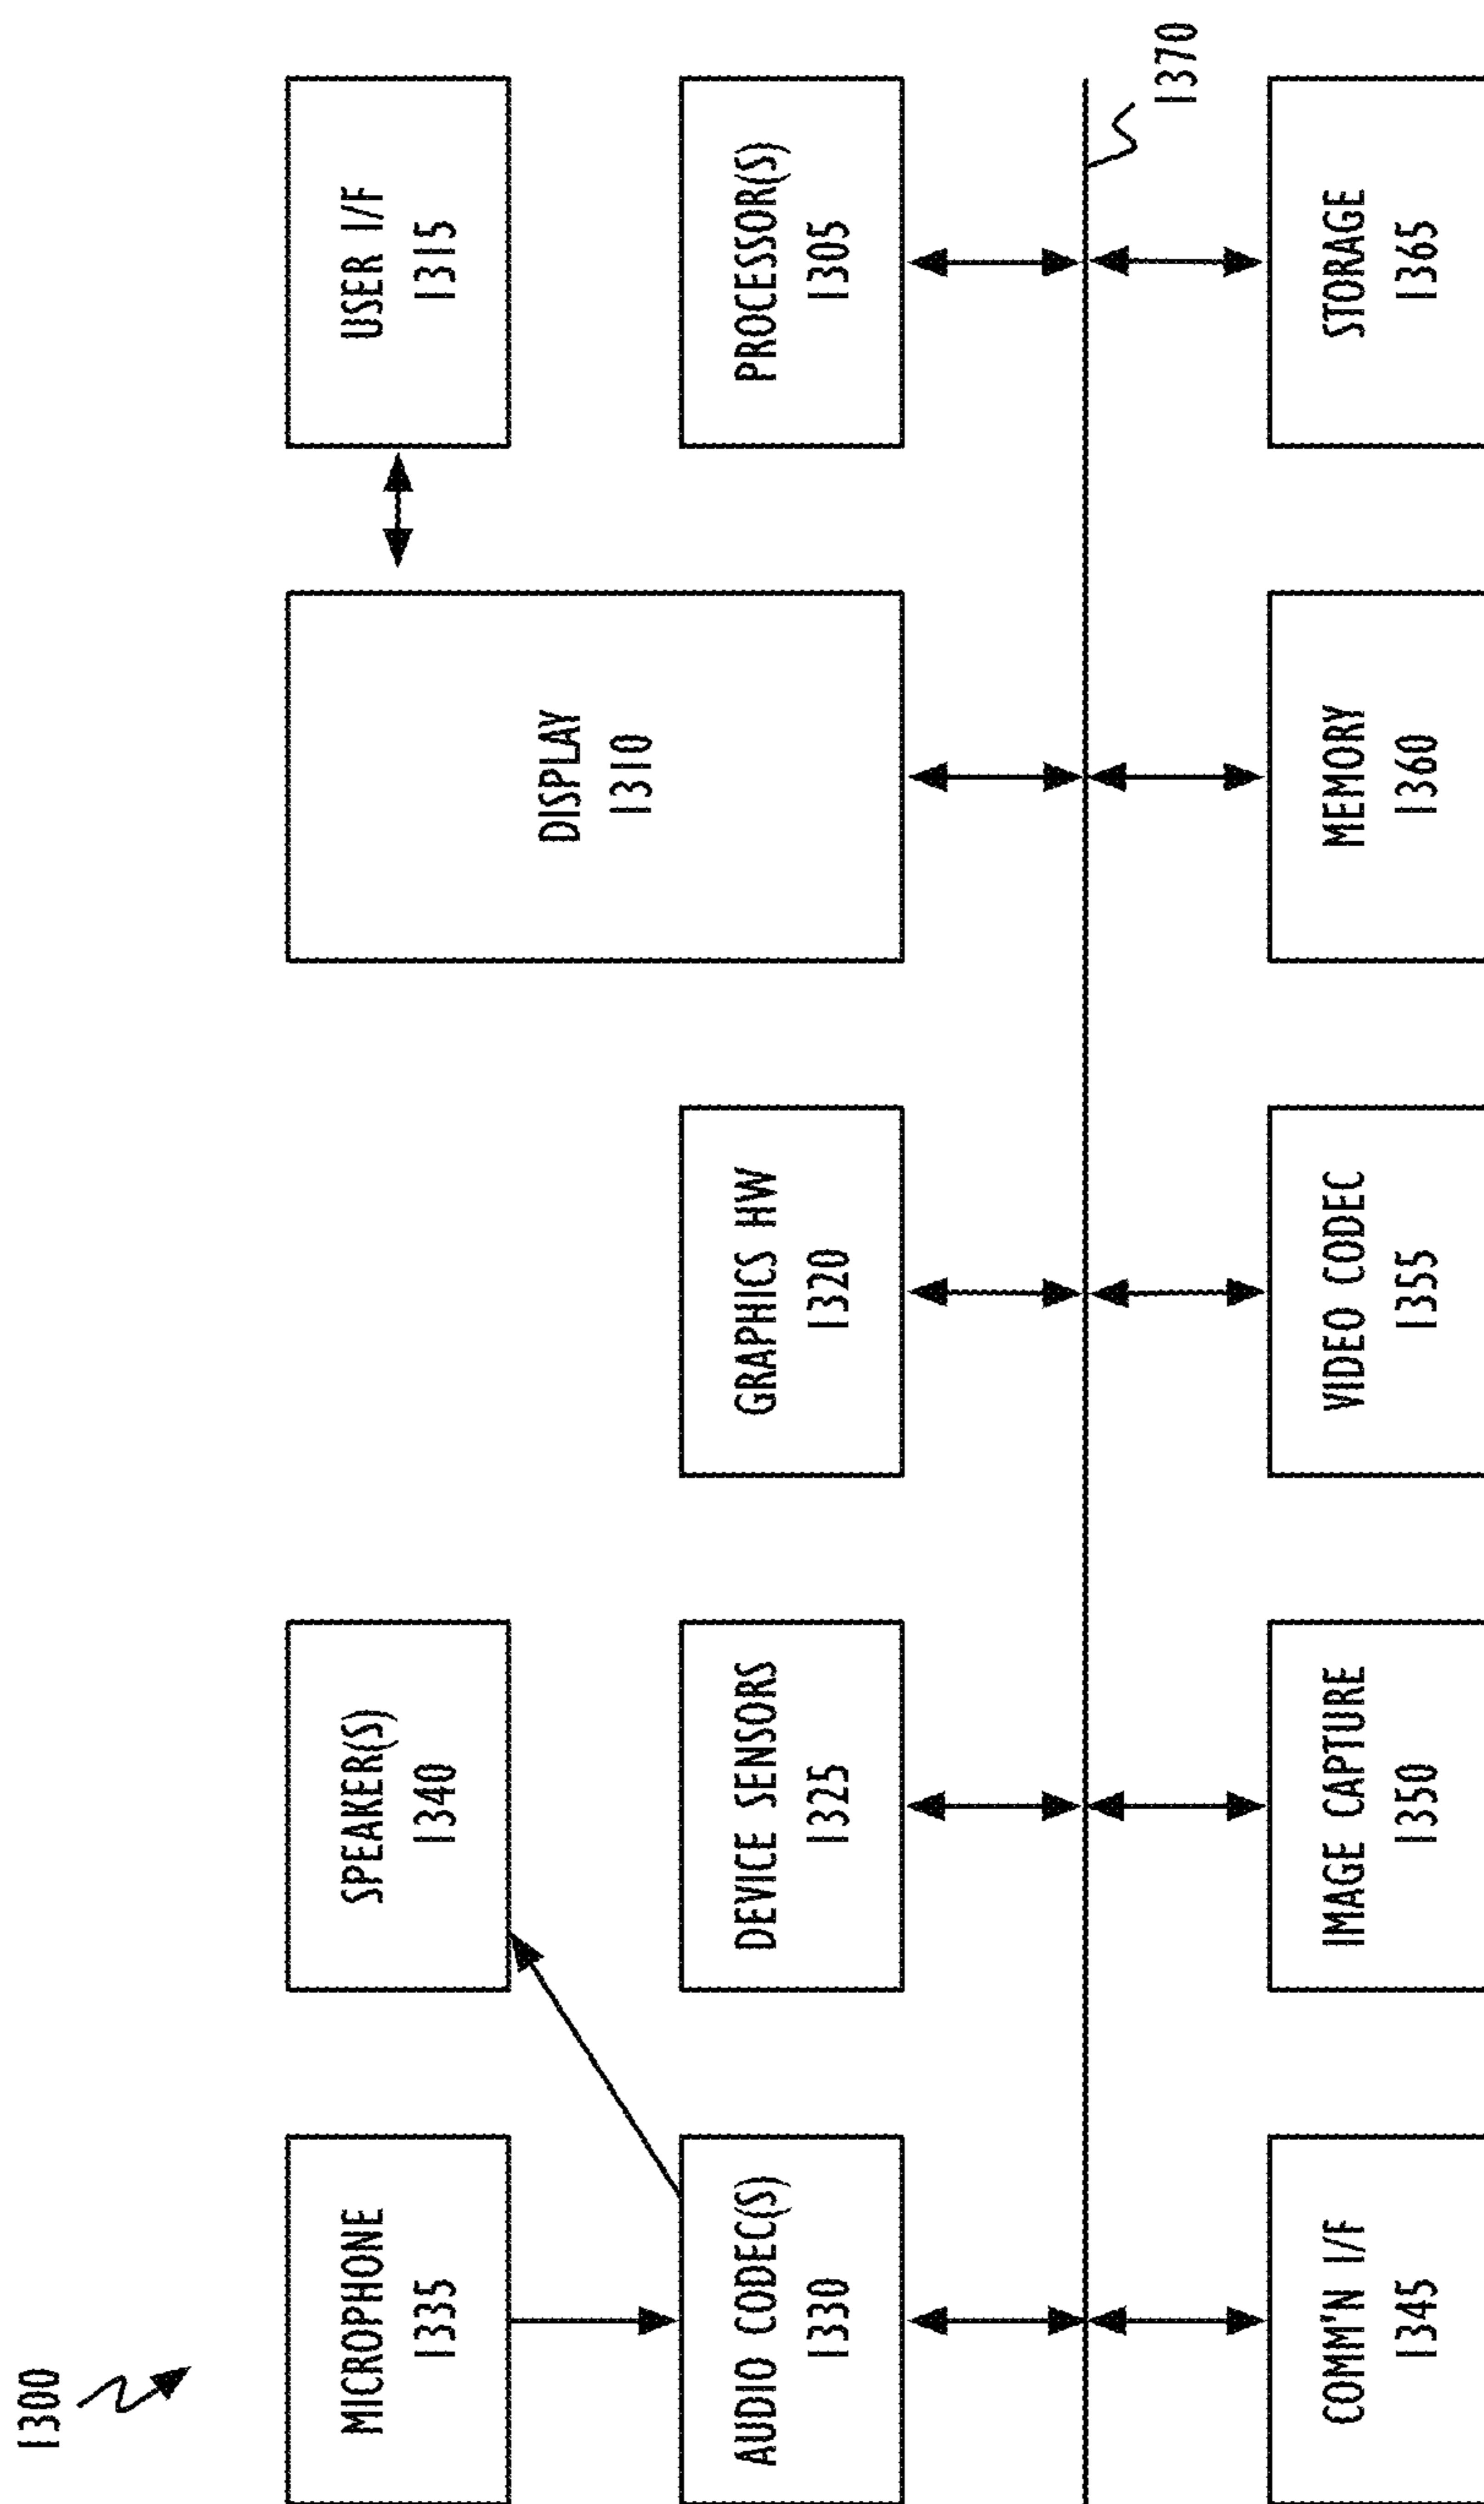 1300
MICROPHONE
1335
SPEAKER(S)
1340
USER I/F
1315
DISPLAY
1310
AUDIO CODEC(S)
1330
DEVICE SENSORS
1325
GRAPHICS HW
1320
PROCESSOR(S)
1305
1370
COMM'N I/F
1345
IMAGE CAPTURE
1350
VIDEO CODEC
1355
MEMORY
1360
STORAGE
1365